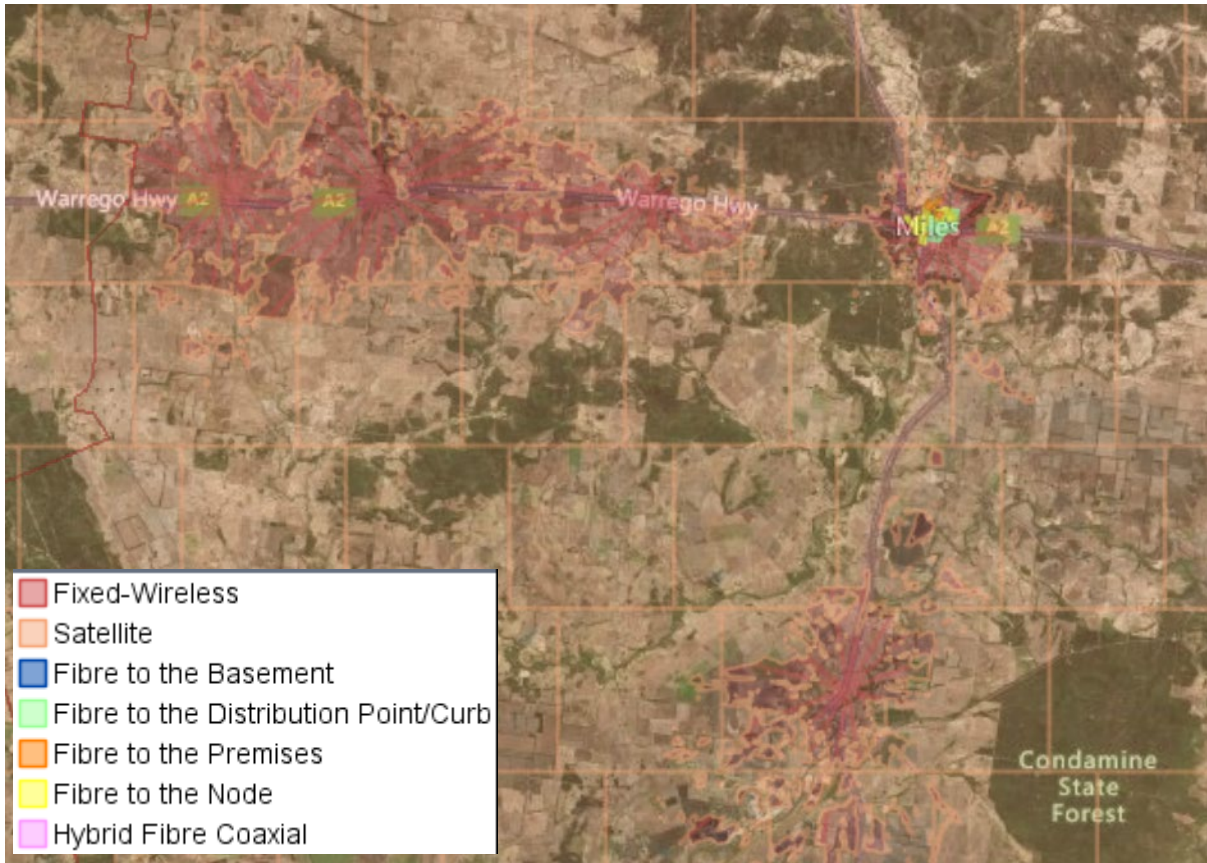 Warrego Hwy
A2
A2
Warrego Hwy
Miles
A2
Fixed-Wireless
Satellite
Fibre to the Basement
Fibre to the Distribution Point/Curb
Fibre to the Premises
Fibre to the Node
Hybrid Fibre Coaxial
Condamine
State
Forest